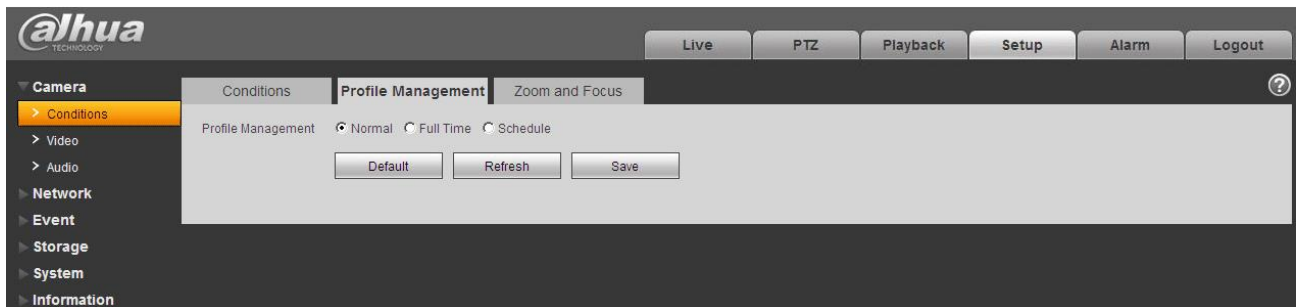 alhua
TECHNOLOGY
Live PTZ Playback Setup Alarm Logout
Camera
Conditions
Video
Audio
Network
Event
Storage
System
Information
Conditions Profile Management Zoom and Focus ?
Profile Management Normal Full Time Schedule
Default Refresh Save